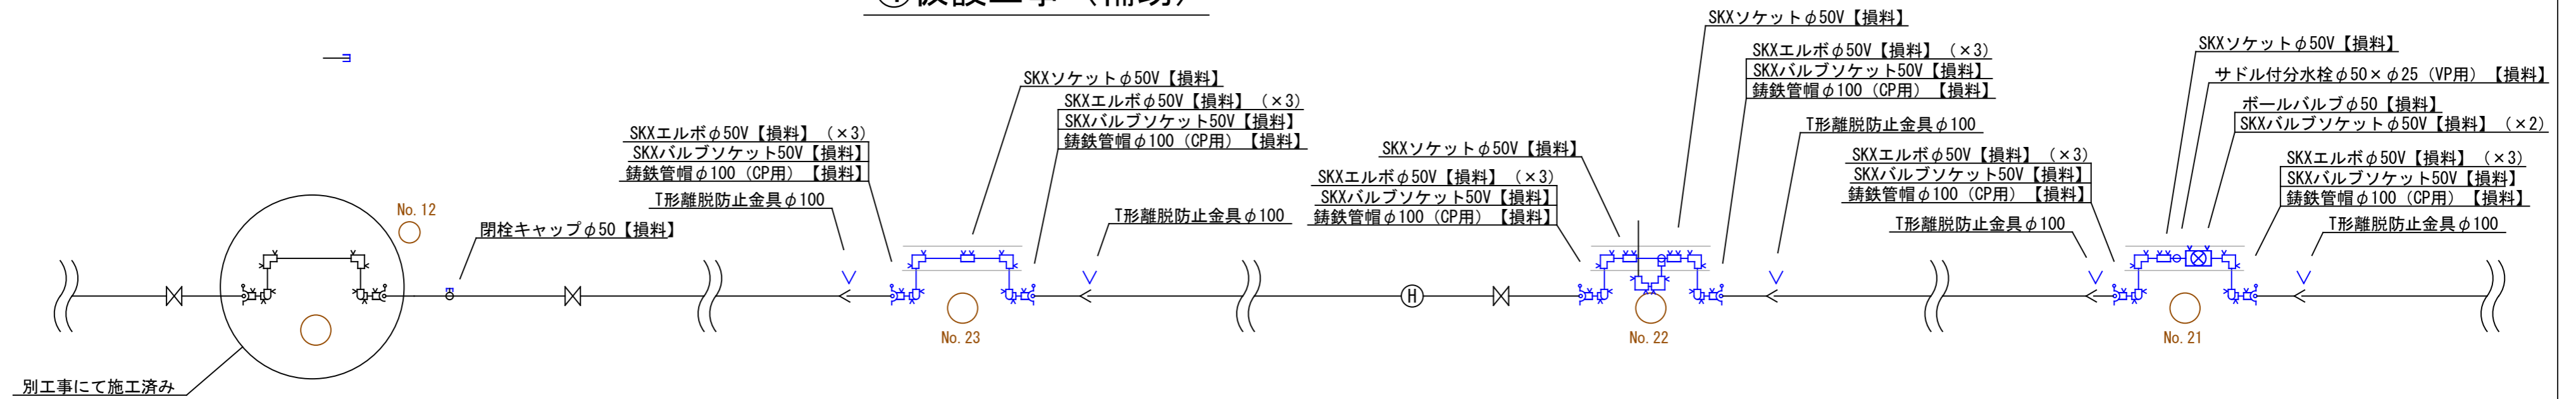 ④仮設工事（補助）
SKXソケットφ50V【損料】
SKXエルボφ50V【損料】（×3）
SKXバルブソケット50V【損料】
鋳鉄管帽φ100（CP用）【損料】
SKXソケットφ50V【損料】
サドル付分水栓φ50×φ25（VP用）【損料】
ボールバルブφ50【損料】
SKXバルブソケットφ50V【損料】（×2）
SKXソケットφ50V【損料】
SKXエルボφ50V【損料】（×3）
SKXバルブソケット50V【損料】
鋳鉄管帽φ100（CP用）【損料】
SKXエルボφ50V【損料】（×3）
SKXバルブソケット50V【損料】
鋳鉄管帽φ100（CP用）【損料】
T形離脱防止金具φ100
T形離脱防止金具φ100
SKXソケットφ50V【損料】
SKXエルボφ50V【損料】（×3）
SKXバルブソケット50V【損料】
鋳鉄管帽φ100（CP用）【損料】
T形離脱防止金具φ100
SKXエルボφ50V【損料】（×3）
SKXバルブソケット50V【損料】
鋳鉄管帽φ100（CP用）【損料】
T形離脱防止金具φ100
SKXエルボφ50V【損料】（×3）
SKXバルブソケット50V【損料】
鋳鉄管帽φ100（CP用）【損料】
T形離脱防止金具φ100
No.12
閉栓キャップφ50【損料】
H
No.23
No.22
No.21
別工事にて施工済み